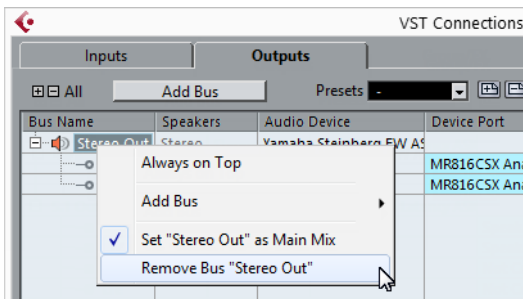 VST Connections
Inputs
Outputs
All
Add Bus
Presets
-
Bus Name
Speakers
Audio Device
Device Port
Stereo Out
Stereo
Yamaha Steinberg FW AS
MR816CSX Ana
MR816CSX Ana
Always on Top
Add Bus
Set "Stereo Out" as Main Mix
Remove Bus "Stereo Out"